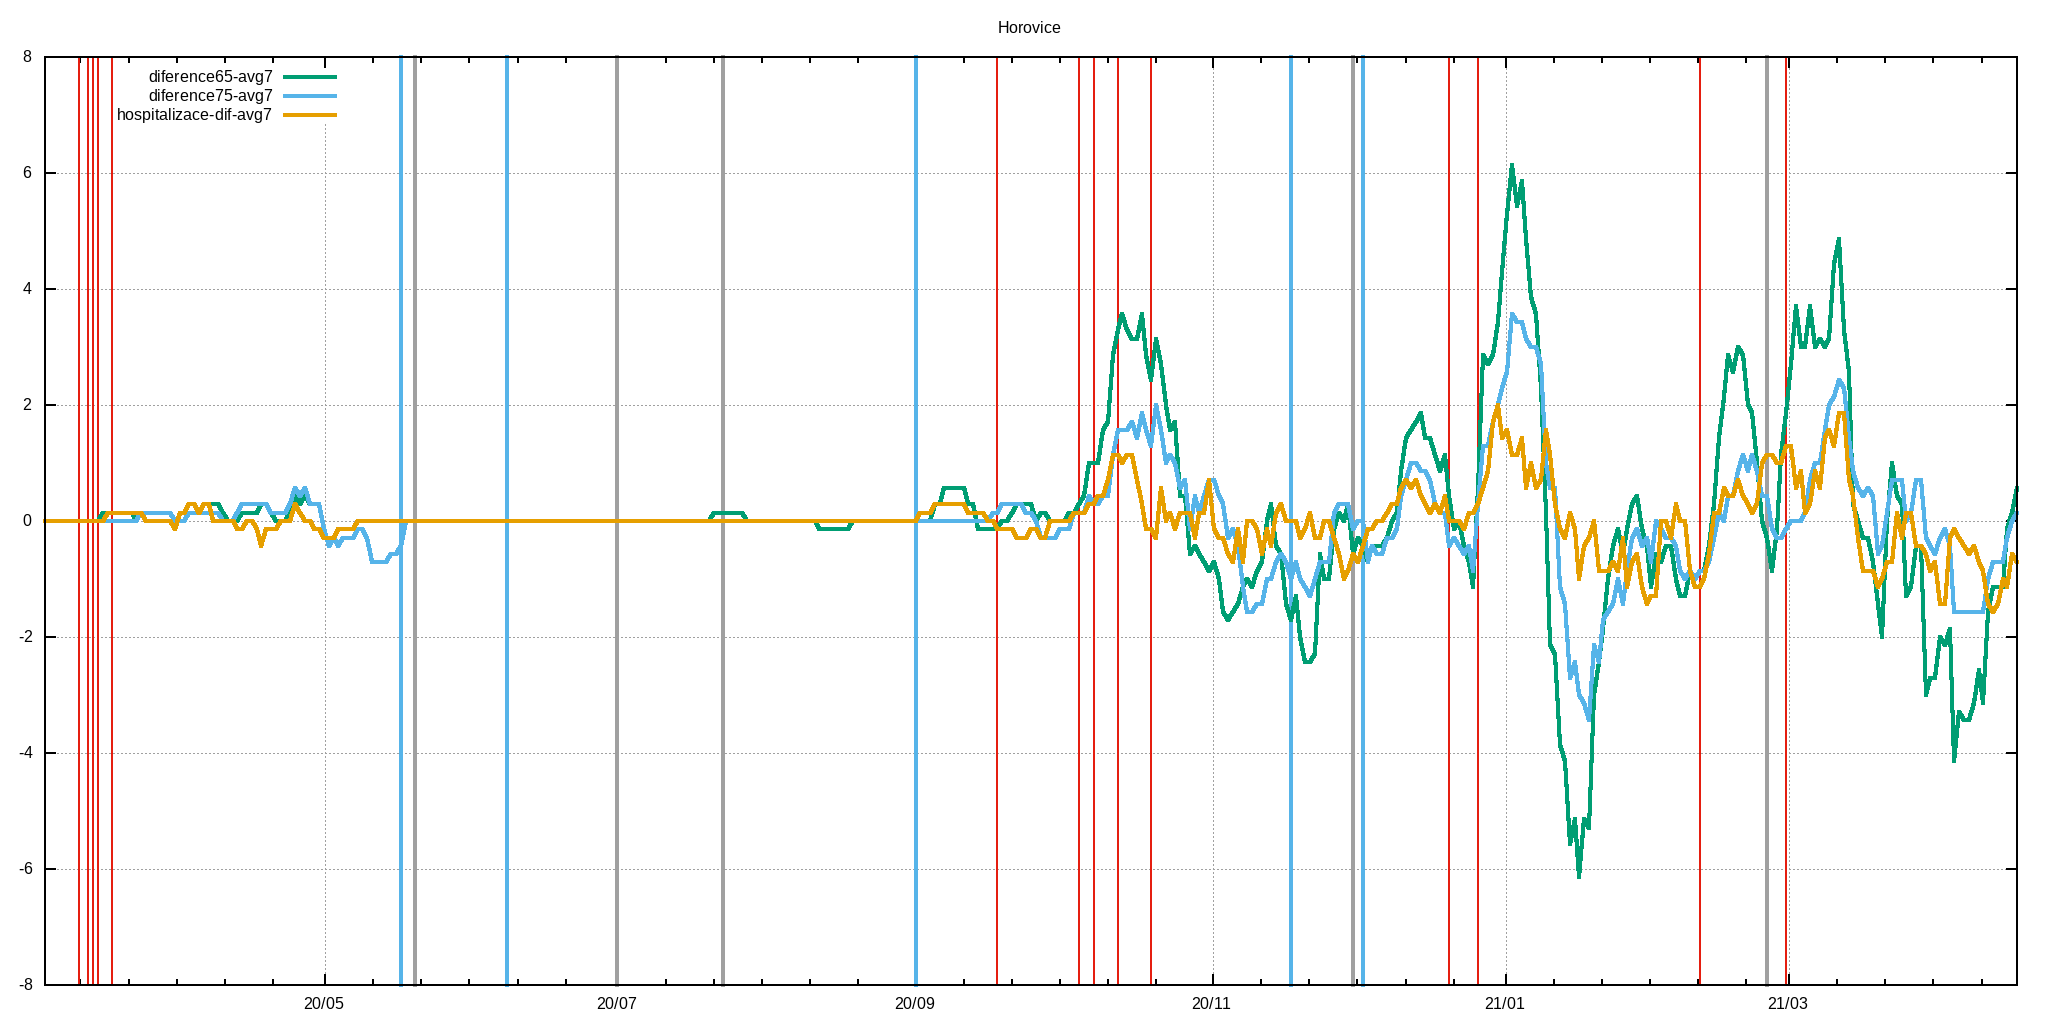 Horovice
8
diference65-avg7
diference75-avg7
hospitalizace-dif-avg7
6
4
2
0
-2
-4
-6
-8
20/05 20/07 20/09 20/11 21/01 21/03